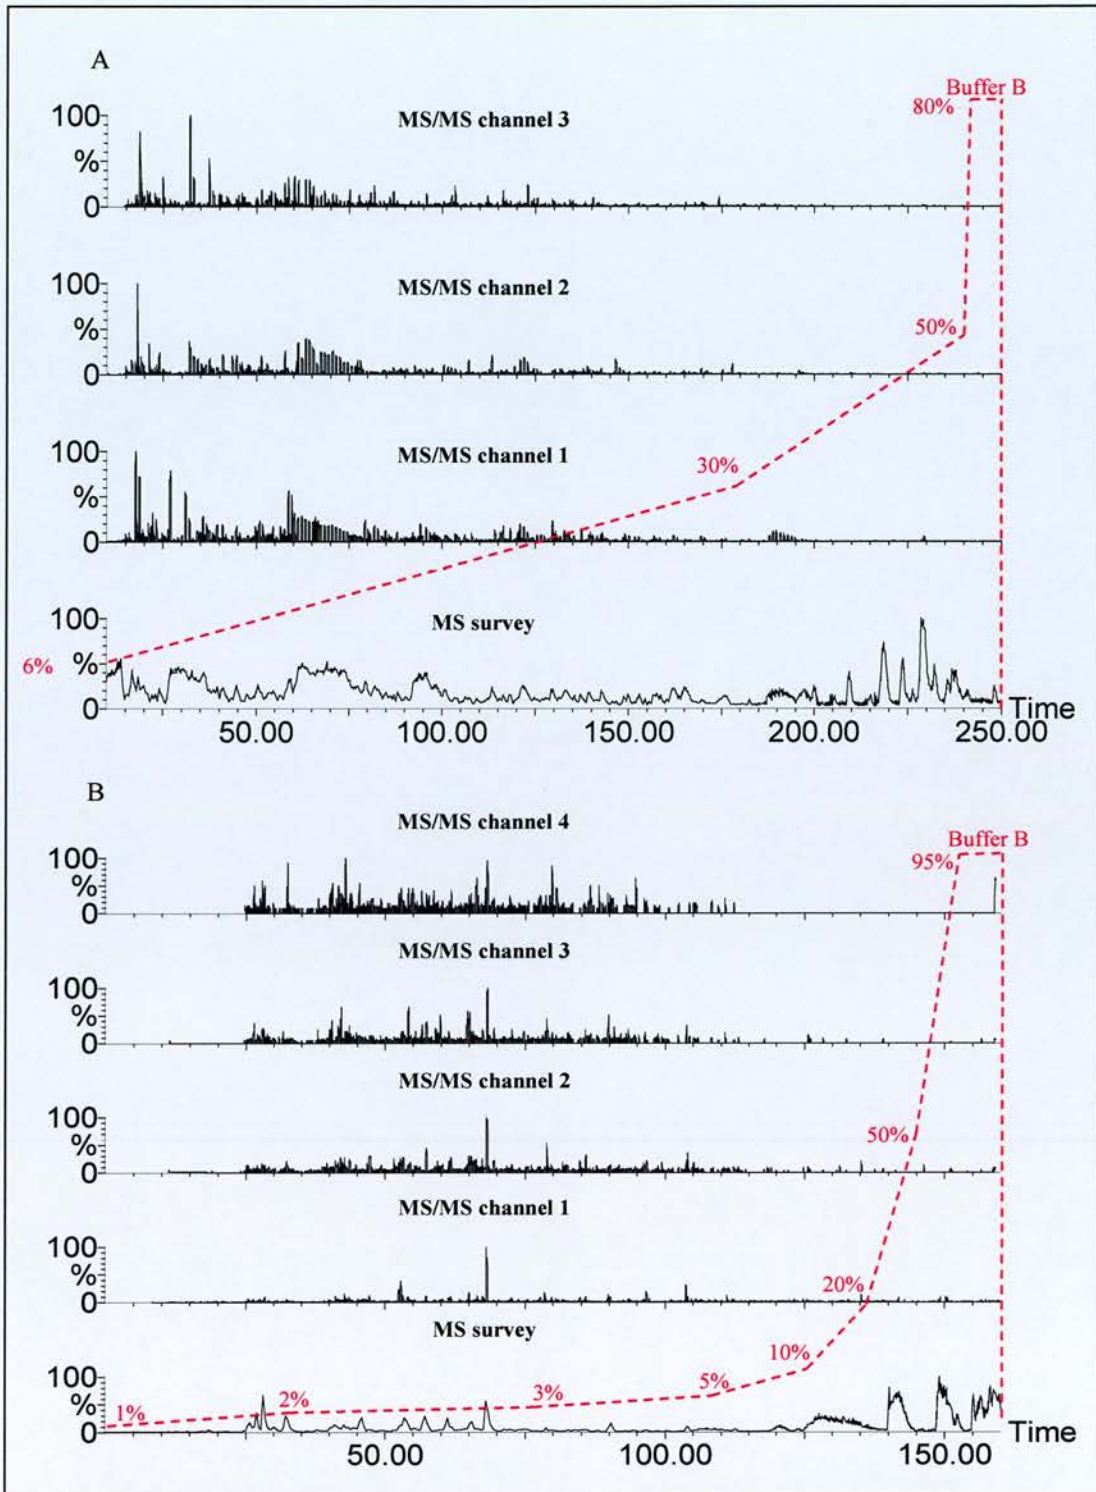 A
Buffer B
80%
MS/MS channel 3
100
%
0
MS/MS channel 2
100
%
0
50%
MS/MS channel 1
100
%
0
30%
MS survey
100
%
0
6%
Time
50.00 100.00 150.00 200.00 250.00
B
MS/MS channel 4
Buffer B
95%
100
%
0
MS/MS channel 3
100
%
0
MS/MS channel 2
100
%
0
50%
MS/MS channel 1
100
%
0
20%
MS survey
10%
100
%
0
1% 2% 3% 5%
Time
50.00 100.00 150.00